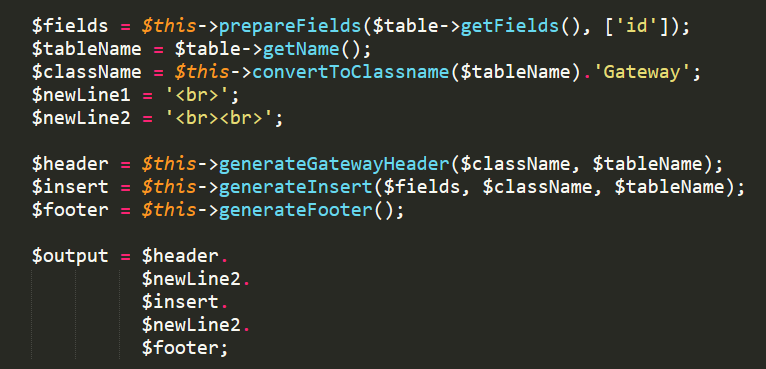 $fields = $this->prepareFields($table->getFields(), ['id']);
$tableName = $table->getName();
$className = $this->convertToClassname($tableName).'Gateway';
$newLine1 = '<br>';
$newLine2 = '<br><br>';
$header = $this->generateGatewayHeader($className, $tableName);
$insert = $this->generateInsert($fields, $className, $tableName);
$footer = $this->generateFooter();
$output = $header.
$newLine2.
$insert.
$newLine2.
$footer;